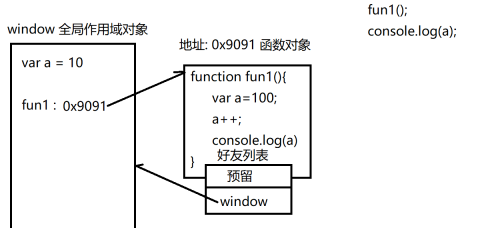 fun1();
console.log(a);
window 全局作用域对象
var a = 10
fun1 : 0x9091
地址: 0x9091 函数对象
function fun1(){
var a=100;
a++;
console.log(a)
}
好友列表
预留
window